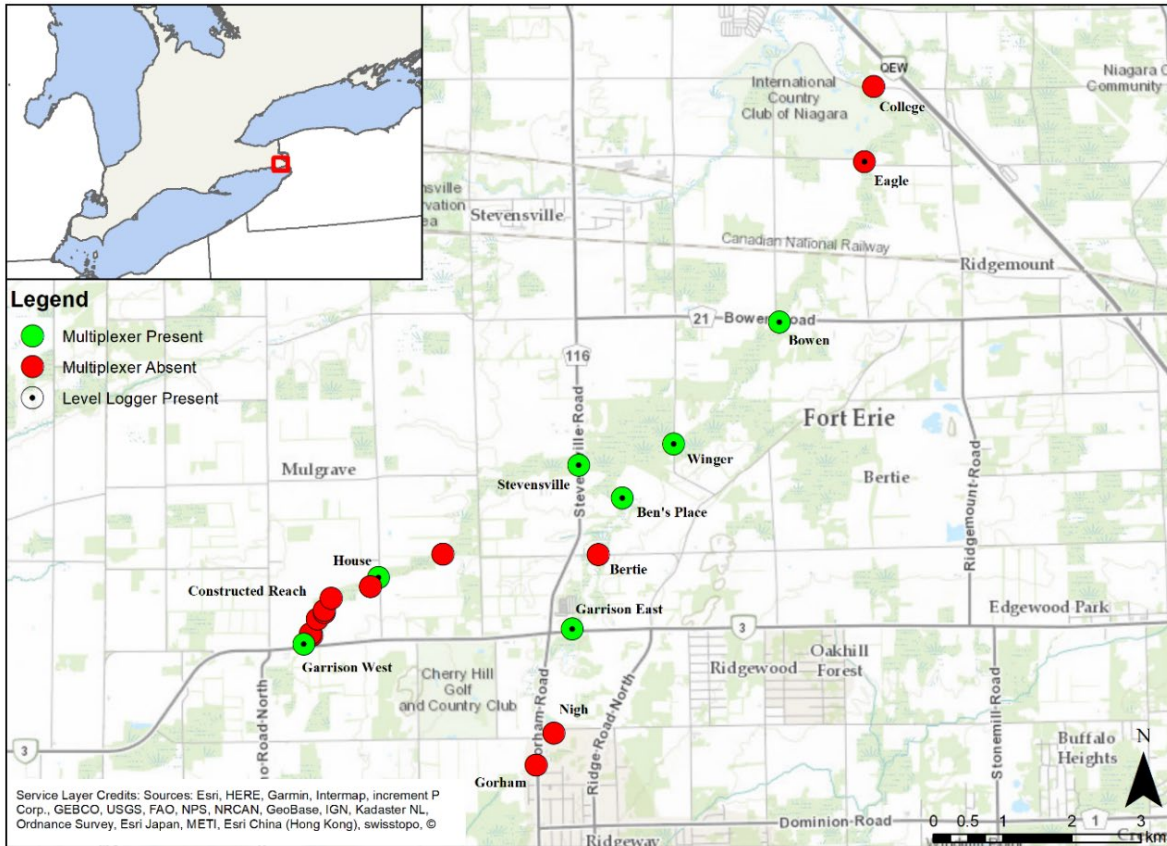 QEW
International
Country
Club of Niagara
Niagara C
Community
College
Eagle
nsville
rvation
ea
Stevensville
Canadian National Railway
Ridgemount
Legend
Multiplexer Present
Multiplexer Absent
Level Logger Present
21
Bowen Road
Bowen
116
Stevensville-Road
Fort Erie
Winger
Mulgrave
Stevensville
Bertie
Ben's Place
Ridgemount-Road
House
Bertie
Constructed Reach
Garrison East
Edgewood Park
3
Garrison West
Ridgewood
Oakhill
Forest
Cherry Hill
Golf
and Country Club
Nigh
Gorham-Road
Ridge-Road-North
Stonemill-Road
o-Road-North
Buffalo
Heights
N
3
Gorham
Service Layer Credits: Sources: Esri, HERE, Garmin, Intermap, increment P
Corp., GEBCO, USGS, FAO, NPS, NRCAN, GeoBase, IGN, Kadaster NL,
Ordnance Survey, Esri Japan, METI, Esri China (Hong Kong), swisstopo, ©
0 0.5 1 2 3
km
Dominion-Road
1
Ridgeway